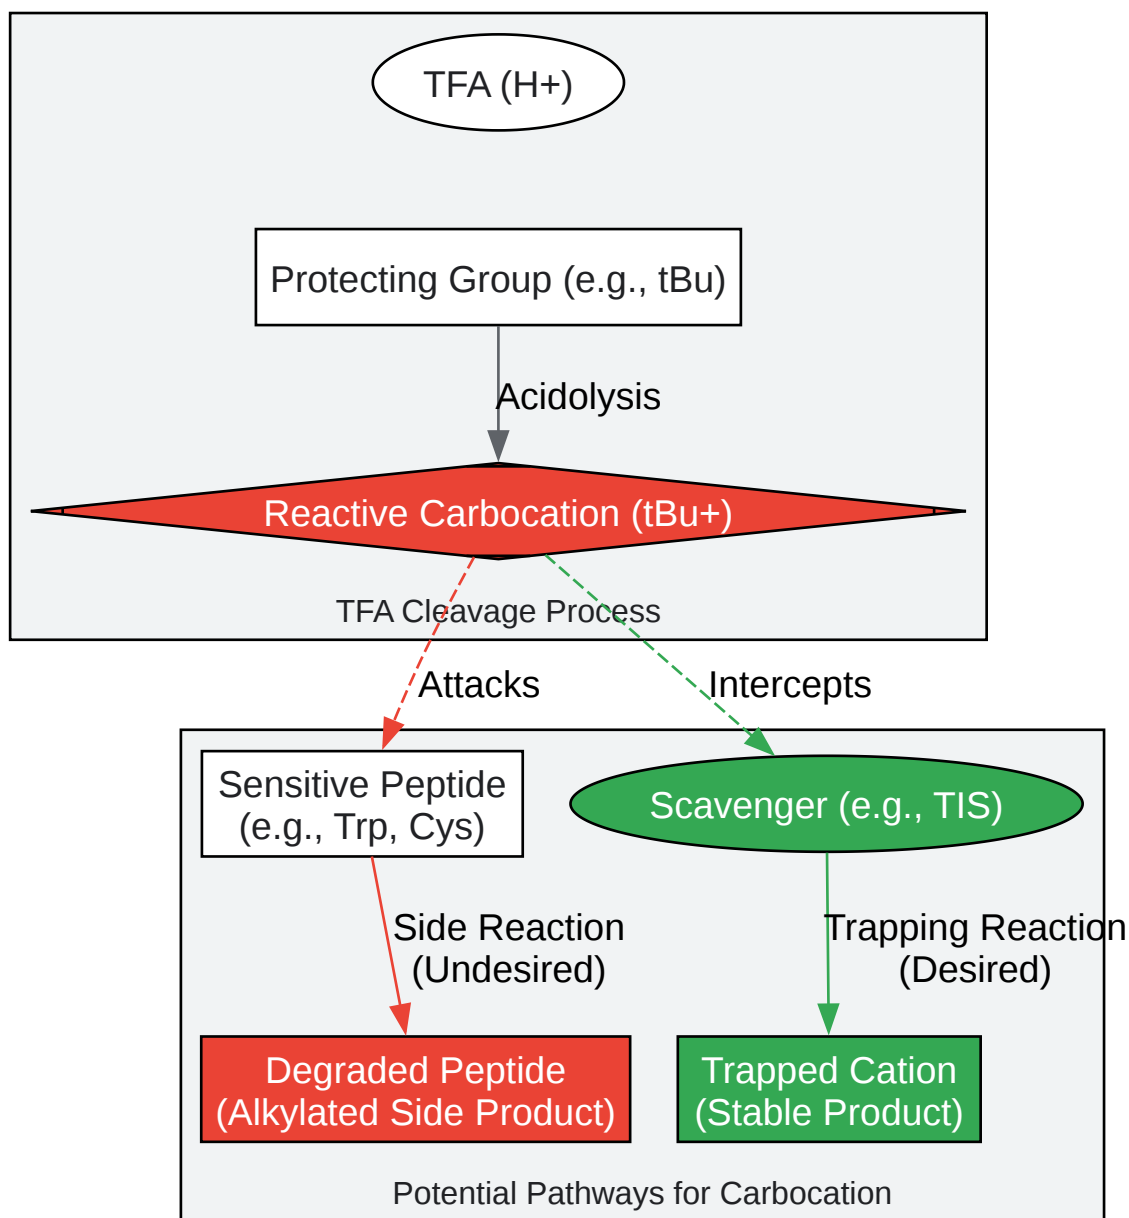 TFA (H+)
Protecting Group (e.g., tBu)
Acidolysis
Reactive Carbocation (tBu+)
TFA Cleavage Process
Attacks
Intercepts
Sensitive Peptide
(e.g., Trp, Cys)
Scavenger (e.g., TIS)
Side Reaction
(Undesired)
Trapping Reaction
(Desired)
Degraded Peptide
(Alkylated Side Product)
Trapped Cation
(Stable Product)
Potential Pathways for Carbocation